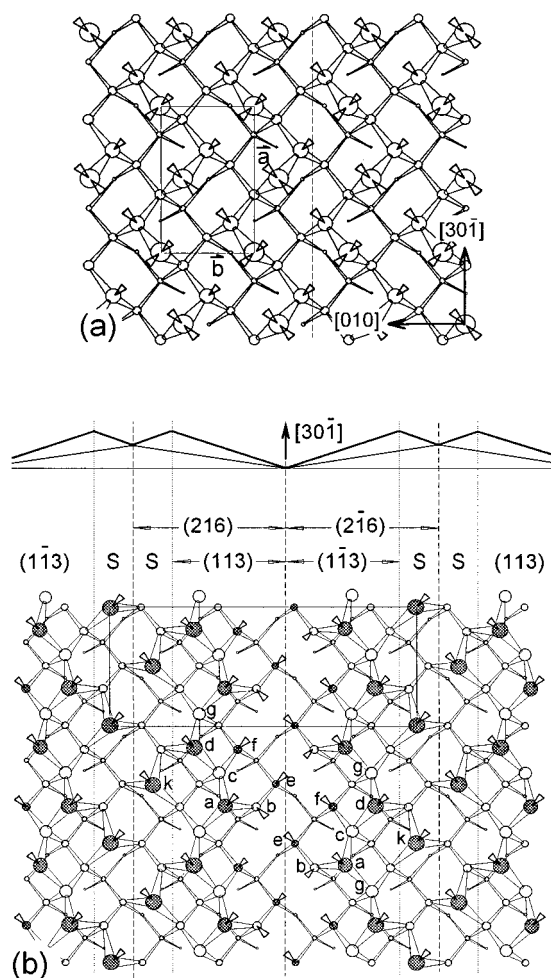 a⃗
b⃗
[301̄]
(a)
[010]
[301̄]
(216) (21̄6)
(11̄3) S S (113) (11̄3) S S (113)
g
d f
g
c
k e f d
a b
c k
e
b a
g
(b)